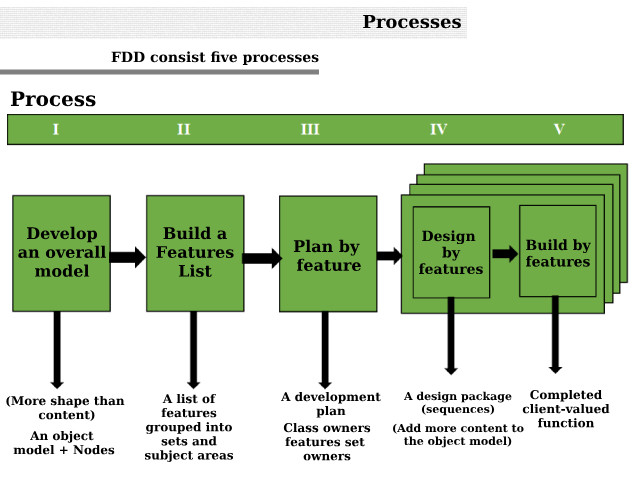 Processes
FDD consist five processes
Process
I II III IV V
Develop
an overall
model
Build a
Features
List
Plan by
feature
Design
by
features
Build by
features
(More shape than
content)
An object
model + Nodes
A list of
features
grouped into
sets and
subject areas
A development
plan
Class owners
features set
owners
A design package
(sequences)
(Add more content to
the object model)
Completed
client-valued
function